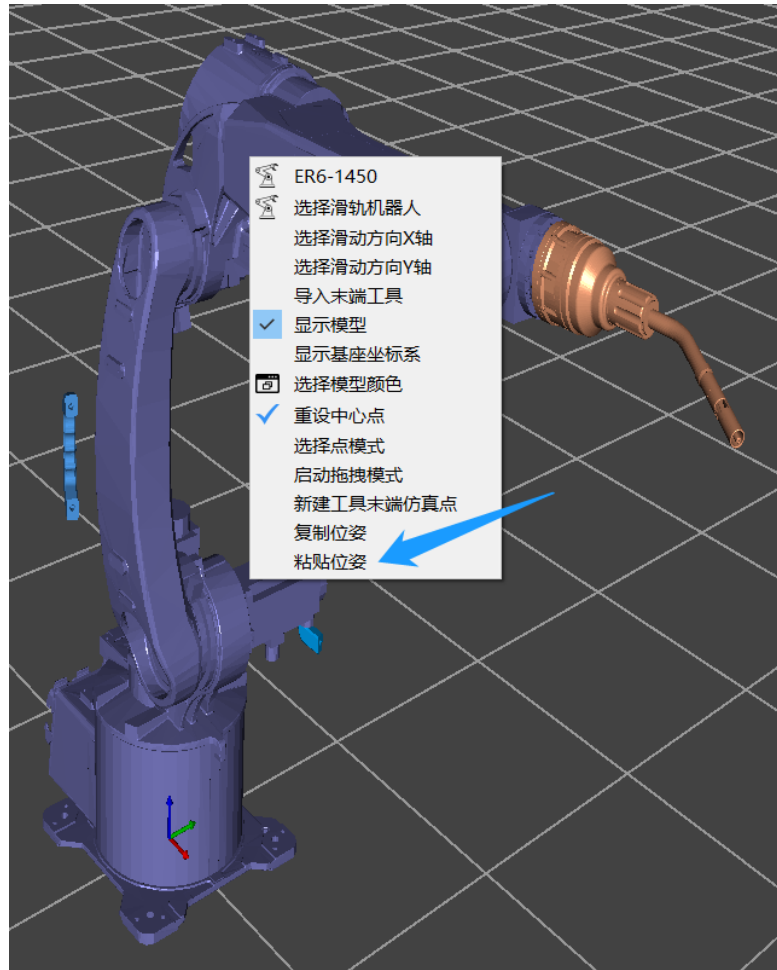 ER6-1450
选择滑轨机器人
选择滑动方向X轴
选择滑动方向Y轴
导入末端工具
显示模型
显示基座坐标系
选择模型颜色
重设中心点
选择点模式
启动拖拽模式
新建工具末端仿真点
复制位姿
粘贴位姿